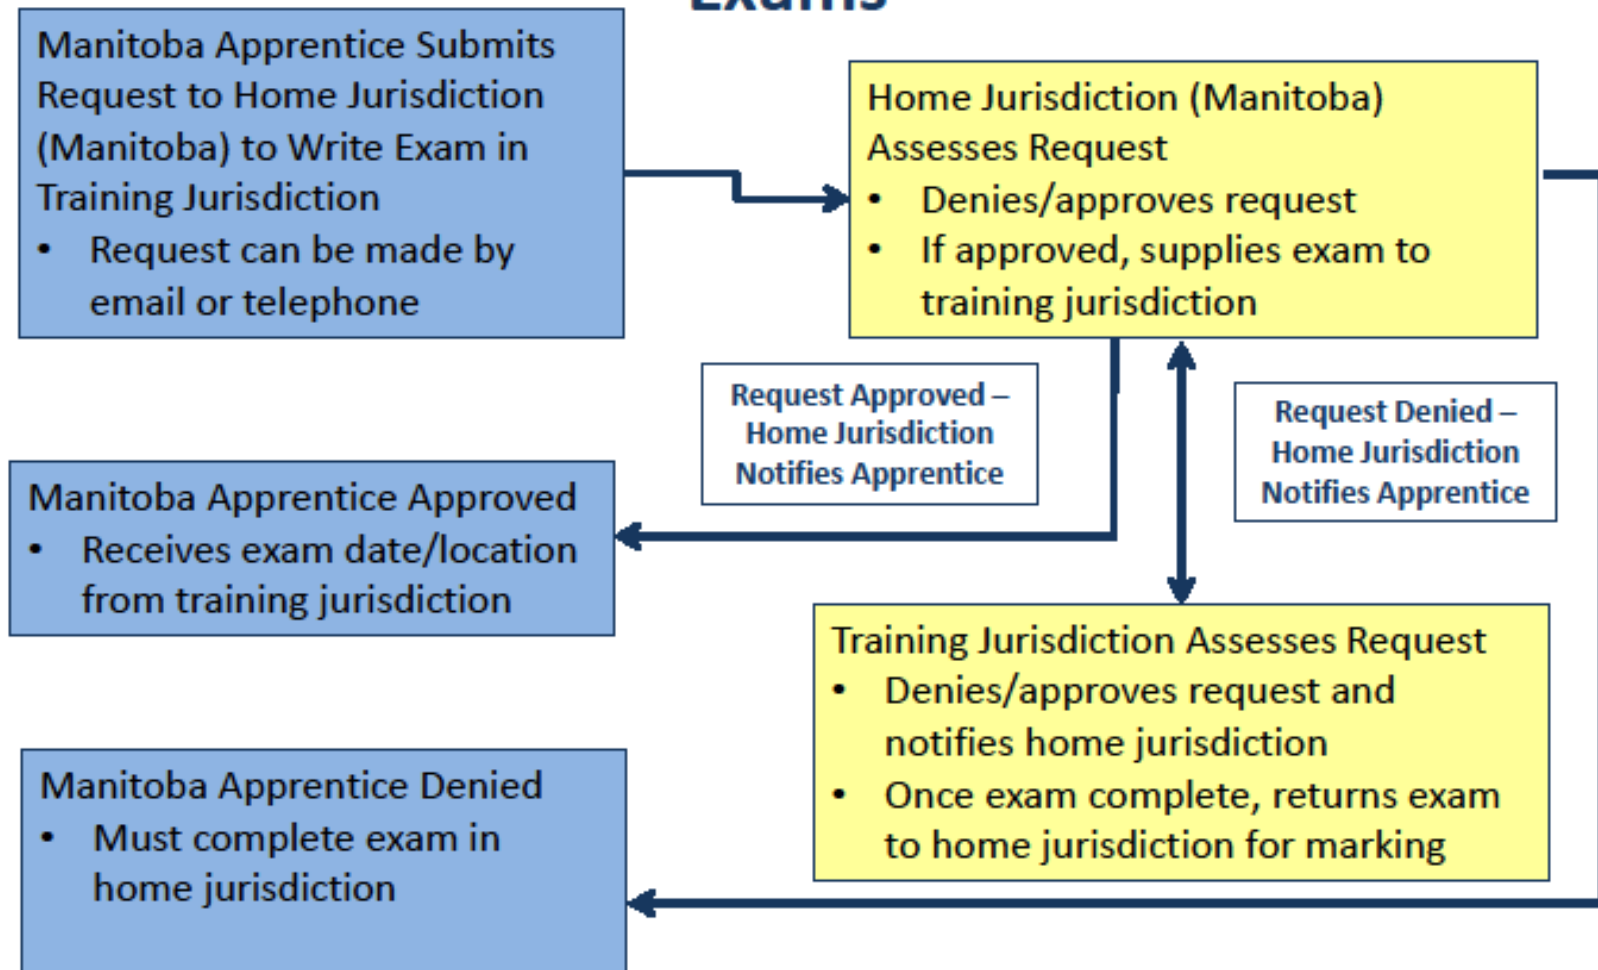 Exams
Manitoba Apprentice Submits
Request to Home Jurisdiction
(Manitoba) to Write Exam in
Training Jurisdiction
• Request can be made by
email or telephone
Home Jurisdiction (Manitoba)
Assesses Request
• Denies/approves request
• If approved, supplies exam to
training jurisdiction
Request Approved –
Home Jurisdiction
Notifies Apprentice
Request Denied –
Home Jurisdiction
Notifies Apprentice
Manitoba Apprentice Approved
• Receives exam date/location
from training jurisdiction
Training Jurisdiction Assesses Request
• Denies/approves request and
notifies home jurisdiction
• Once exam complete, returns exam
to home jurisdiction for marking
Manitoba Apprentice Denied
• Must complete exam in
home jurisdiction